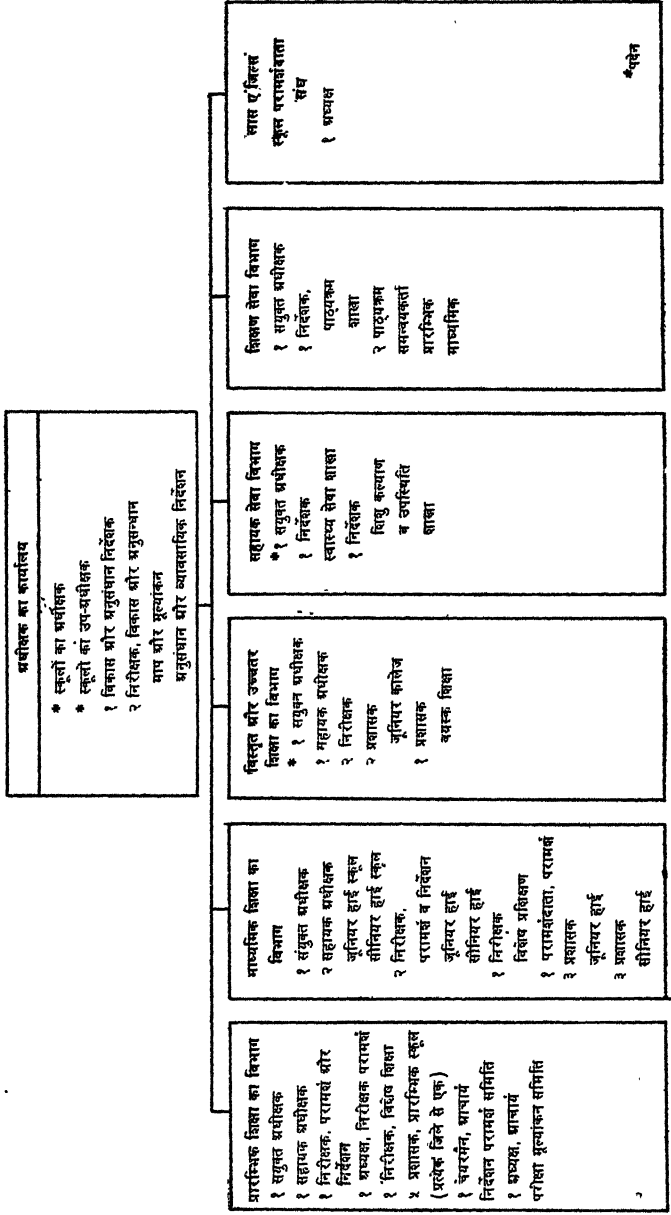 अधीक्षक का कार्यालय
* स्कूलों का अधीक्षक
* स्कूलों का उप-अधीक्षक
१ विकास और अनुसंधान निर्देशक
२ निरीक्षक, विकास और अनुसन्धान
माप और मूल्यांकन
अनुसंधान और व्यावसायिक निर्देशन
प्रारम्भिक शिक्षा का विभाग
१ सयुक्त अधीक्षक
१ सहायक अधीक्षक
१ निरीक्षक. परामर्श और
निर्देशन
१ अध्यक्ष, निरीक्षक परामर्श
१ निरीक्षक, विशेष शिक्षा
५ प्रशासक, प्रारम्भिक स्कूल
(प्रत्येक जिले से एक)
१ चेयरमैन, प्राचार्य
निर्देशन परामर्श समिति
१ अध्यक्ष, प्राचार्य
परीक्षा मूल्यांकन समिति
माध्यमिक शिक्षा का
विभाग
१ संयुक्त अधीक्षक
२ सहायक अधीक्षक
जूनियर हाई स्कूल
सीनियर हाई स्कूल
२ निरीक्षक,
परामर्श व निर्देशन
जूनियर हाई
सीनियर हाई
१ निरीक्षक
विशेष प्रशिक्षण
१ परामर्शदाता, परामर्श
३ प्रशासक
जूनियर हाई
३ प्रशासक
सीनियर हाई
विस्तृत और उच्चतर
शिक्षा का विभाग
* १ सयुक्त अधीक्षक
१ सहायक अधीक्षक
२ निरीक्षक
२ प्रशासक
जूनियर कालेज
१ प्रशासक
वयस्क शिक्षा
सहायक सेवा विभाग
*१ सयुक्त अधीक्षक
१ निर्देशक
स्वास्थ्य सेवा शाखा
१ निर्देशक
शिशु कल्याण
व उपस्थिति
शाखा
शिक्षण सेवा विभाग
१ सयुक्त अधीक्षक
१ निर्देशक,
पाठ्यक्रम
शाखा
२ पाठ्यक्रम
समन्वयकर्ता
प्रारम्भिक
माध्यमिक
लास एंजिल्स
स्कूल परामर्शदाता
संघ
१ अध्यक्ष
*पदेन